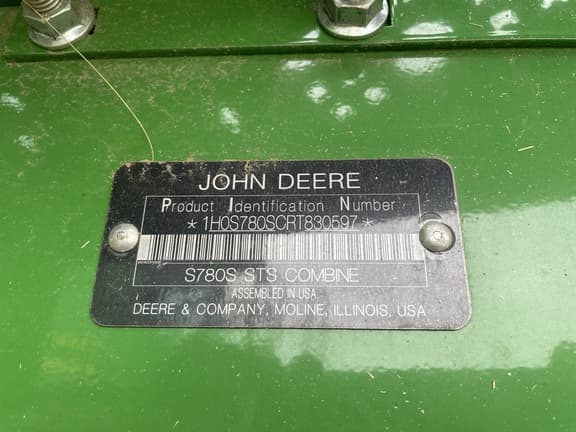 JOHN DEERE
Product Identification Number
*1H0S780SCRT830597*
S780S STS COMBINE
ASSEMBLED IN USA
DEERE & COMPANY, MOLINE, ILLINOIS, USA